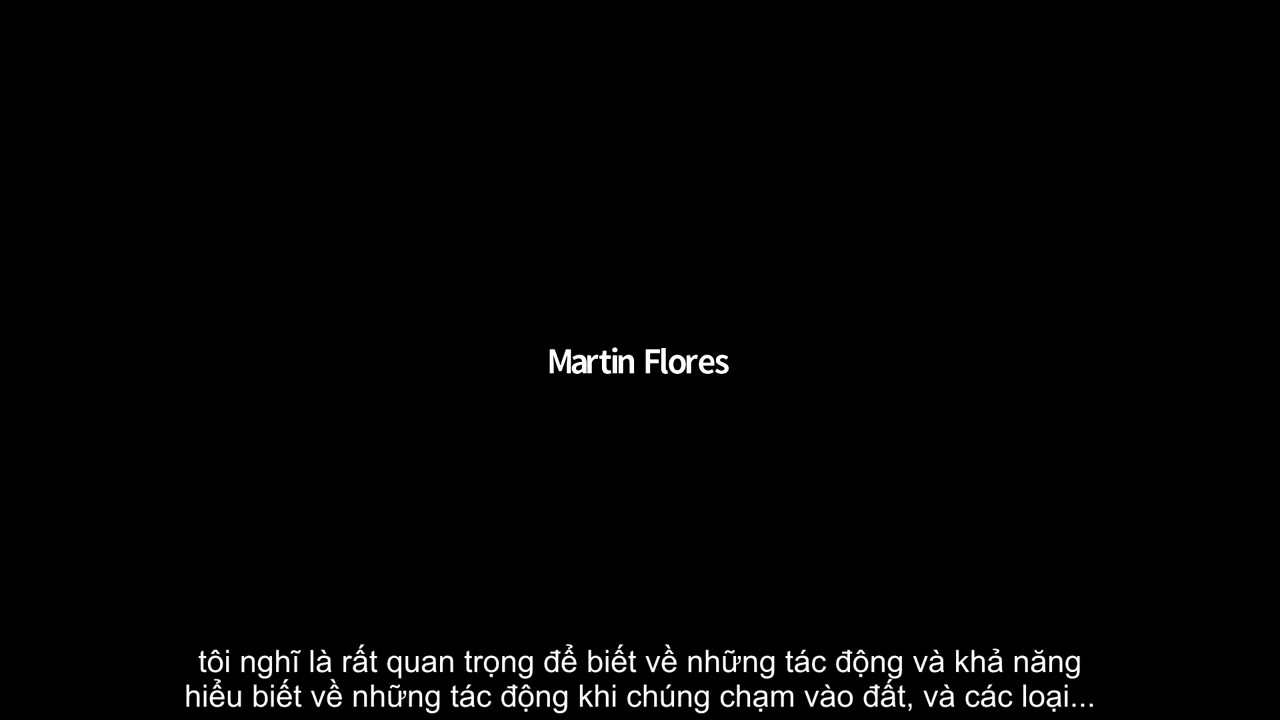 Martin Flores
tôi nghĩ là rất quan trọng để biết về những tác động và khả năng
hiểu biết về những tác động khi chúng chạm vào đất, và các loại...